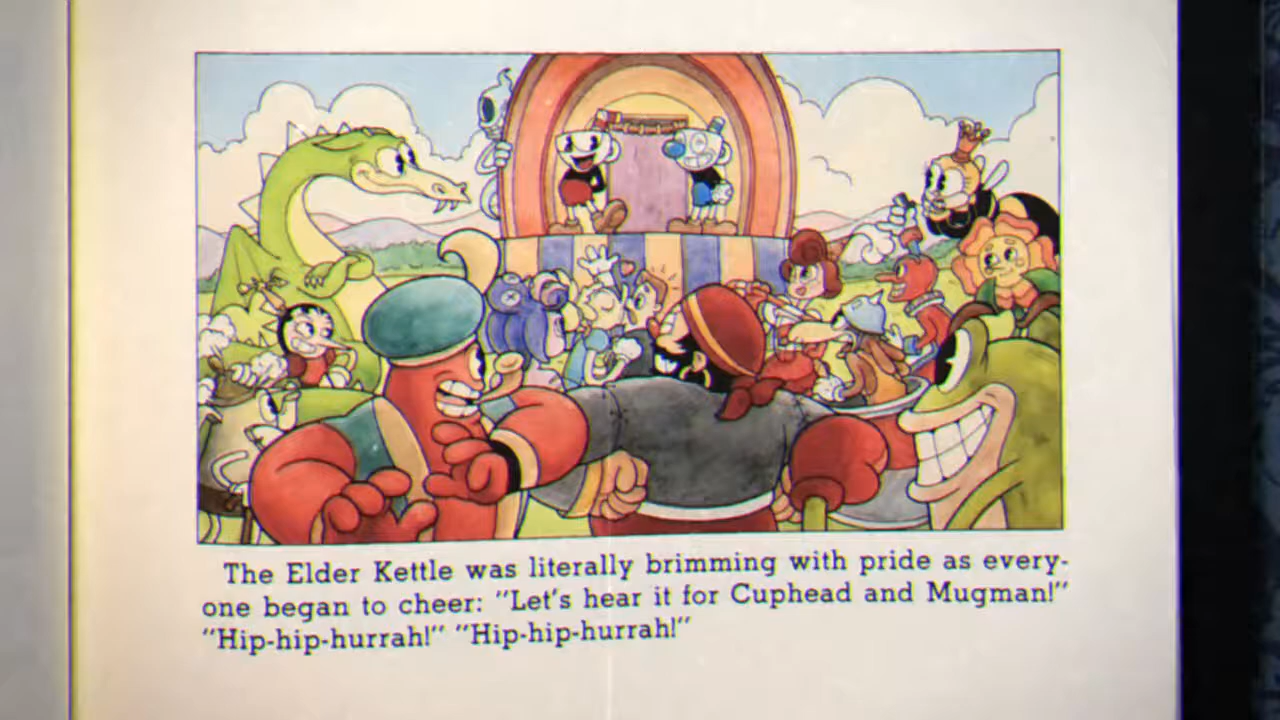 The Elder Kettle was literally brimming with pride as every-
one began to cheer: “Let's hear it for Cuphead and Mugman!”
“Hip-hip-hurrah!” “Hip-hip-hurrah!”